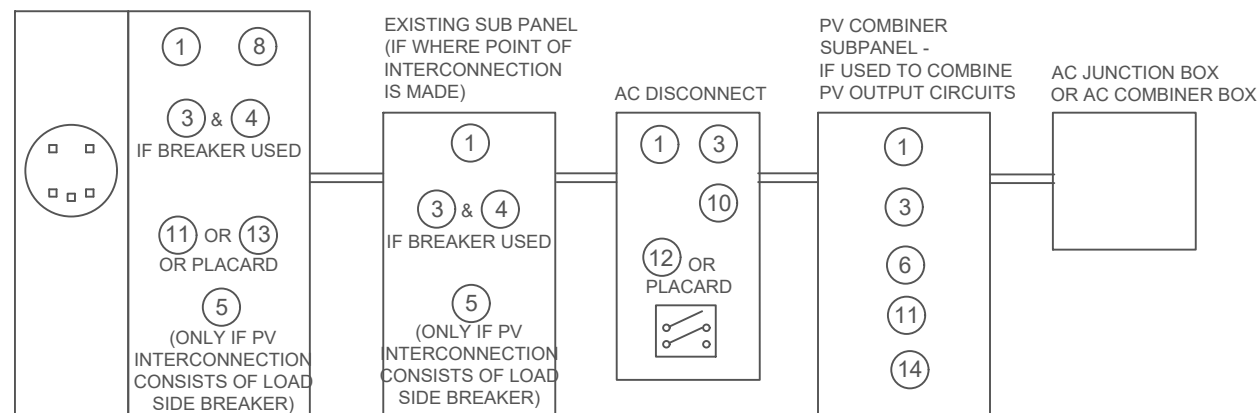 1 8
3 & 4
IF BREAKER USED
11 OR 13
OR PLACARD
5
(ONLY IF PV
INTERCONNECTION
CONSISTS OF LOAD
SIDE BREAKER)
EXISTING SUB PANEL
(IF WHERE POINT OF
INTERCONNECTION
IS MADE)
1
3 & 4
IF BREAKER USED
5
(ONLY IF PV
INTERCONNECTION
CONSISTS OF LOAD
SIDE BREAKER)
AC DISCONNECT
1 3
10
12 OR
PLACARD
PV COMBINER
SUBPANEL -
IF USED TO COMBINE
PV OUTPUT CIRCUITS
1
3
6
11
14
AC JUNCTION BOX
OR AC COMBINER BOX